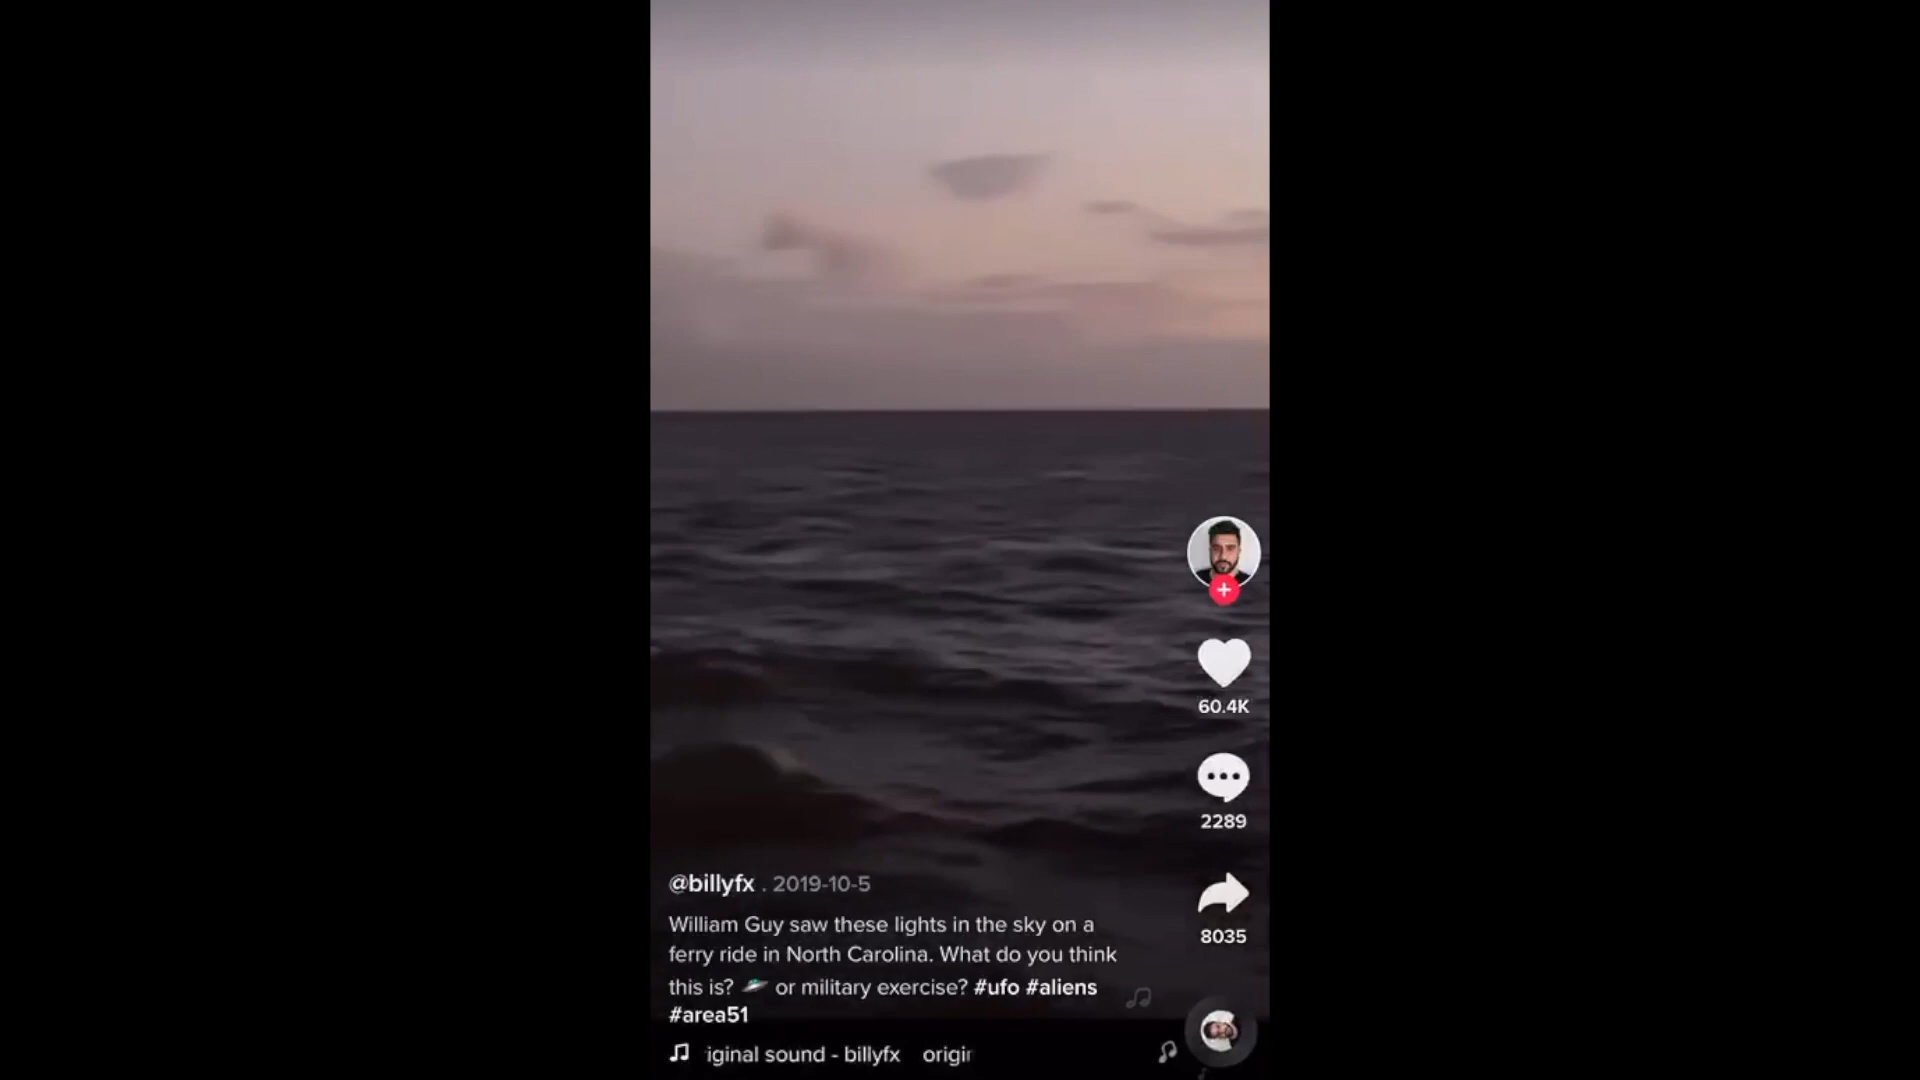 60.4K
2289
8035
@billyfx . 2019-10-5
William Guy saw these lights in the sky on a
ferry ride in North Carolina. What do you think
this is? 🛸 or military exercise? #ufo #aliens
#area51
iginal sound - billyfx origin